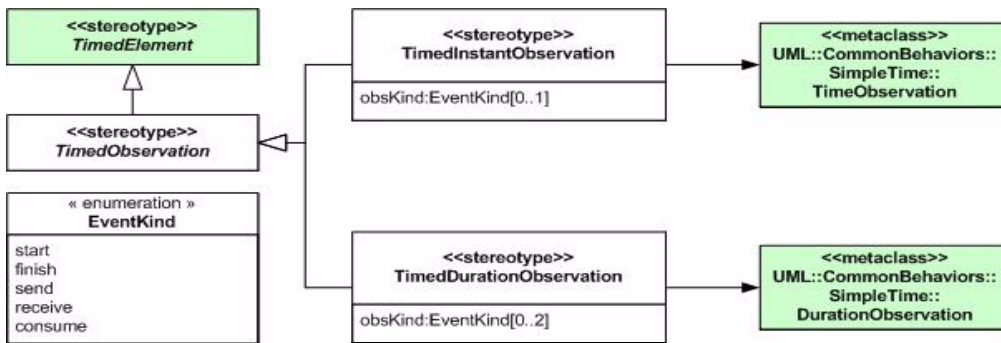 <<stereotype>>
TimedElement
<<stereotype>>
TimedObservation
« enumeration »
EventKind
start
finish
send
receive
consume
<<stereotype>>
TimedInstantObservation
obsKind:EventKind[0..1]
<<stereotype>>
TimedDurationObservation
obsKind:EventKind[0..2]
<<metaclass>>
UML::CommonBehaviors::
SimpleTime::
TimeObservation
<<metaclass>>
UML::CommonBehaviors::
SimpleTime::
DurationObservation